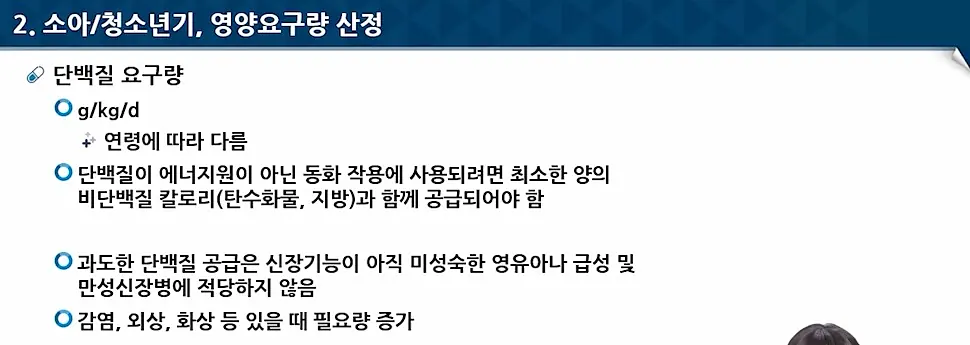 2. 소아/청소년기, 영양요구량 산정
단백질 요구량
g/kg/d
연령에 따라 다름
단백질이 에너지원이 아닌 동화 작용에 사용되려면 최소한 양의
비단백질 칼로리(탄수화물, 지방)과 함께 공급되어야 함
과도한 단백질 공급은 신장기능이 아직 미성숙한 영유아나 급성 및
만성신장병에 적당하지 않음
감염, 외상, 화상 등 있을 때 필요량 증가